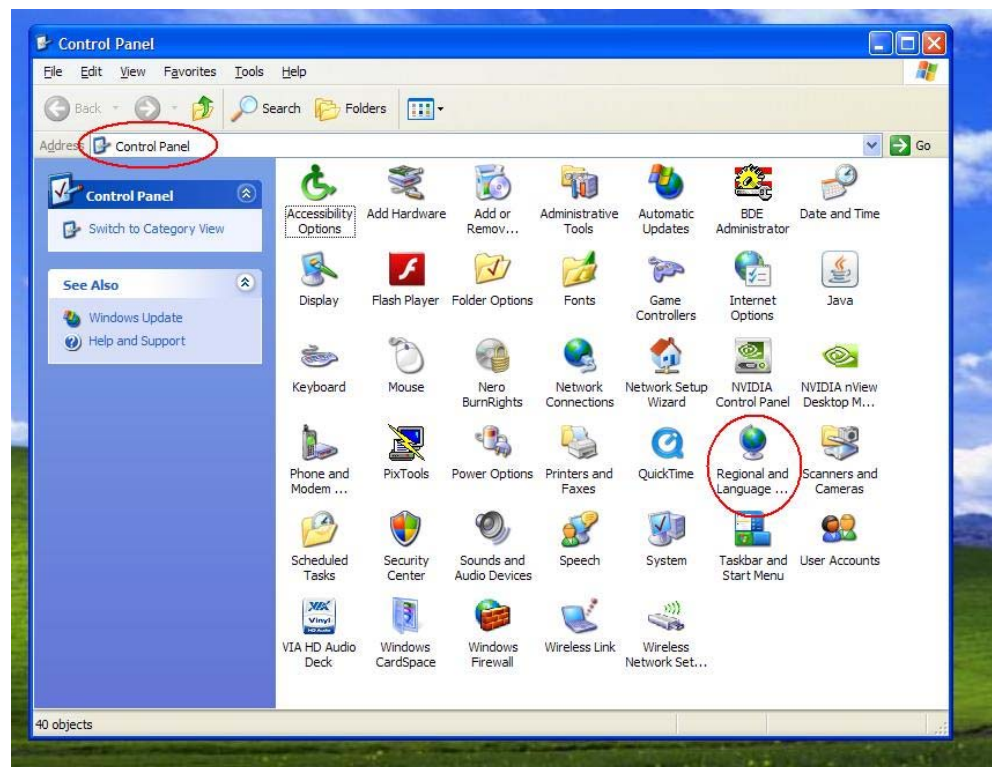 Control Panel
File Edit View Favorites Tools Help
Back Search Folders
Address Control Panel Go
Control Panel
Switch to Category View
See Also
Windows Update
Help and Support
Accessibility Options
Add Hardware
Add or Remov...
Administrative Tools
Automatic Updates
BDE Administrator
Date and Time
Display
Flash Player
Folder Options
Fonts
Game Controllers
Internet Options
Java
Keyboard
Mouse
Nero BurnRights
Network Connections
Network Setup Wizard
NVIDIA Control Panel
NVIDIA nView Desktop M...
Phone and Modem ...
PixTools
Power Options
Printers and Faxes
QuickTime
Regional and Language ...
Scanners and Cameras
Scheduled Tasks
Security Center
Sounds and Audio Devices
Speech
System
Taskbar and Start Menu
User Accounts
VIA
Vinyl
HD Audio
VIA HD Audio Deck
Windows CardSpace
Windows Firewall
Wireless Link
Wireless Network Set...
40 objects